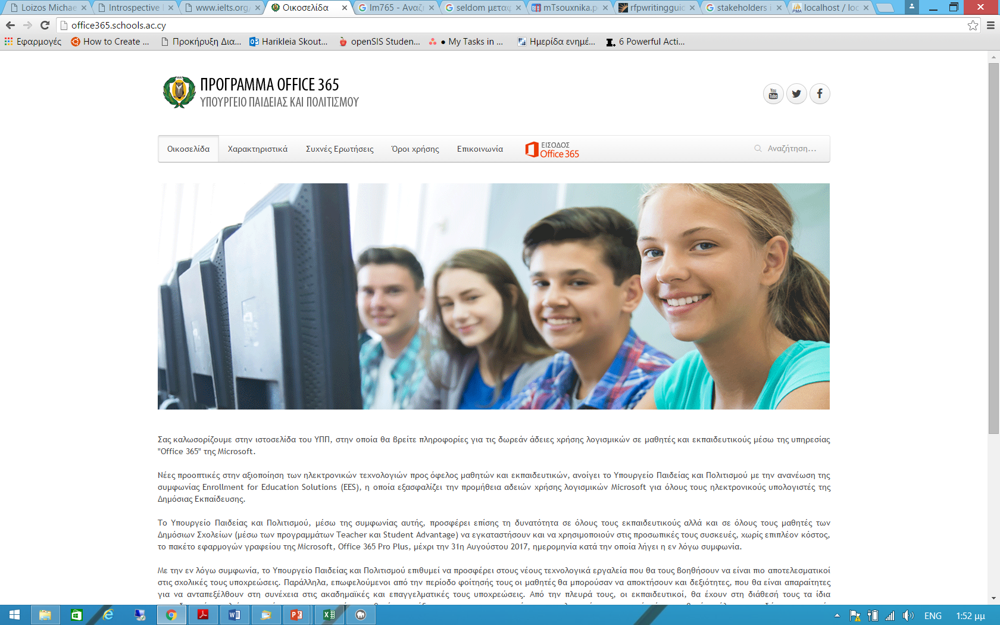 Loizos Michae
Introspective
www.ielts.org
Οικοσελίδα
lm765 - Αναζ
seldom μεταφ
mTsouxnika.p
rfpwritingguid
stakeholders i
localhost / loc
office365.schools.ac.cy
Εφαρμογές
How to Create ...
Προκήρυξη Δια...
Harikleia Skout...
openSIS Studen...
● My Tasks in ...
Ημερίδα ενημέ...
6 Powerful Acti...
ΠΡΟΓΡΑΜΜΑ OFFICE 365
ΥΠΟΥΡΓΕΙΟ ΠΑΙΔΕΙΑΣ ΚΑΙ ΠΟΛΙΤΙΣΜΟΥ
You Tube
Οικοσελίδα
Χαρακτηριστικά
Συχνές Ερωτήσεις
Όροι χρήσης
Επικοινωνία
ΕΙΣΟΔΟΣ
Office 365
Αναζήτηση...
Σας καλωσορίζουμε στην ιστοσελίδα του ΥΠΠ, στην οποία θα βρείτε πληροφορίες για τις δωρεάν άδειες χρήσης λογισμικών σε μαθητές και εκπαιδευτικούς μέσω της υπηρεσίας
"Office 365" της Microsoft.
Νέες προοπτικές στην αξιοποίηση των ηλεκτρονικών τεχνολογιών προς όφελος μαθητών και εκπαιδευτικών, ανοίγει το Υπουργείο Παιδείας και Πολιτισμού με την ανανέωση της
συμφωνίας Enrollment for Education Solutions (EES), η οποία εξασφαλίζει την προμήθεια αδειών χρήσης λογισμικών Microsoft για όλους τους ηλεκτρονικούς υπολογιστές της
Δημόσιας Εκπαίδευσης.
Το Υπουργείο Παιδείας και Πολιτισμού, μέσω της συμφωνίας αυτής, προσφέρει επίσης τη δυνατότητα σε όλους τους εκπαιδευτικούς αλλά και σε όλους τους μαθητές των
Δημόσιων Σχολείων (μέσω των προγραμμάτων Teacher και Student Advantage) να εγκαταστήσουν και να χρησιμοποιούν στις προσωπικές τους συσκευές, χωρίς επιπλέον κόστος,
το πακέτο εφαρμογών γραφείου της Microsoft, Office 365 Pro Plus, μέχρι την 31η Αυγούστου 2017, ημερομηνία κατά την οποία λήγει η εν λόγω συμφωνία.
Με την εν λόγω συμφωνία, το Υπουργείο Παιδείας και Πολιτισμού επιθυμεί να προσφέρει στους νέους τεχνολογικά εργαλεία που θα τους βοηθήσουν να είναι πιο αποτελεσματικοί
στις σχολικές τους υποχρεώσεις. Παράλληλα, επωφελούμενοι από την περίοδο φοίτησής τους οι μαθητές θα μπορούσαν να αποκτήσουν και δεξιότητες, που θα είναι απαραίτητες
για να ανταπεξέλθουν στη συνέχεια στις ακαδημαϊκές και επαγγελματικές τους υποχρεώσεις. Από την πλευρά τους, οι εκπαιδευτικοί, θα έχουν στη διάθεσή τους τα ίδια
ENG
1:52 μμ